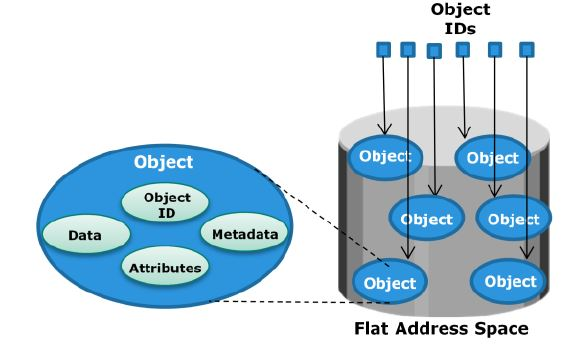 Object
IDs
Object
Object
ID
Data
Metadata
Attributes
Object
Object
Object
Object
Object
Object
Flat Address Space